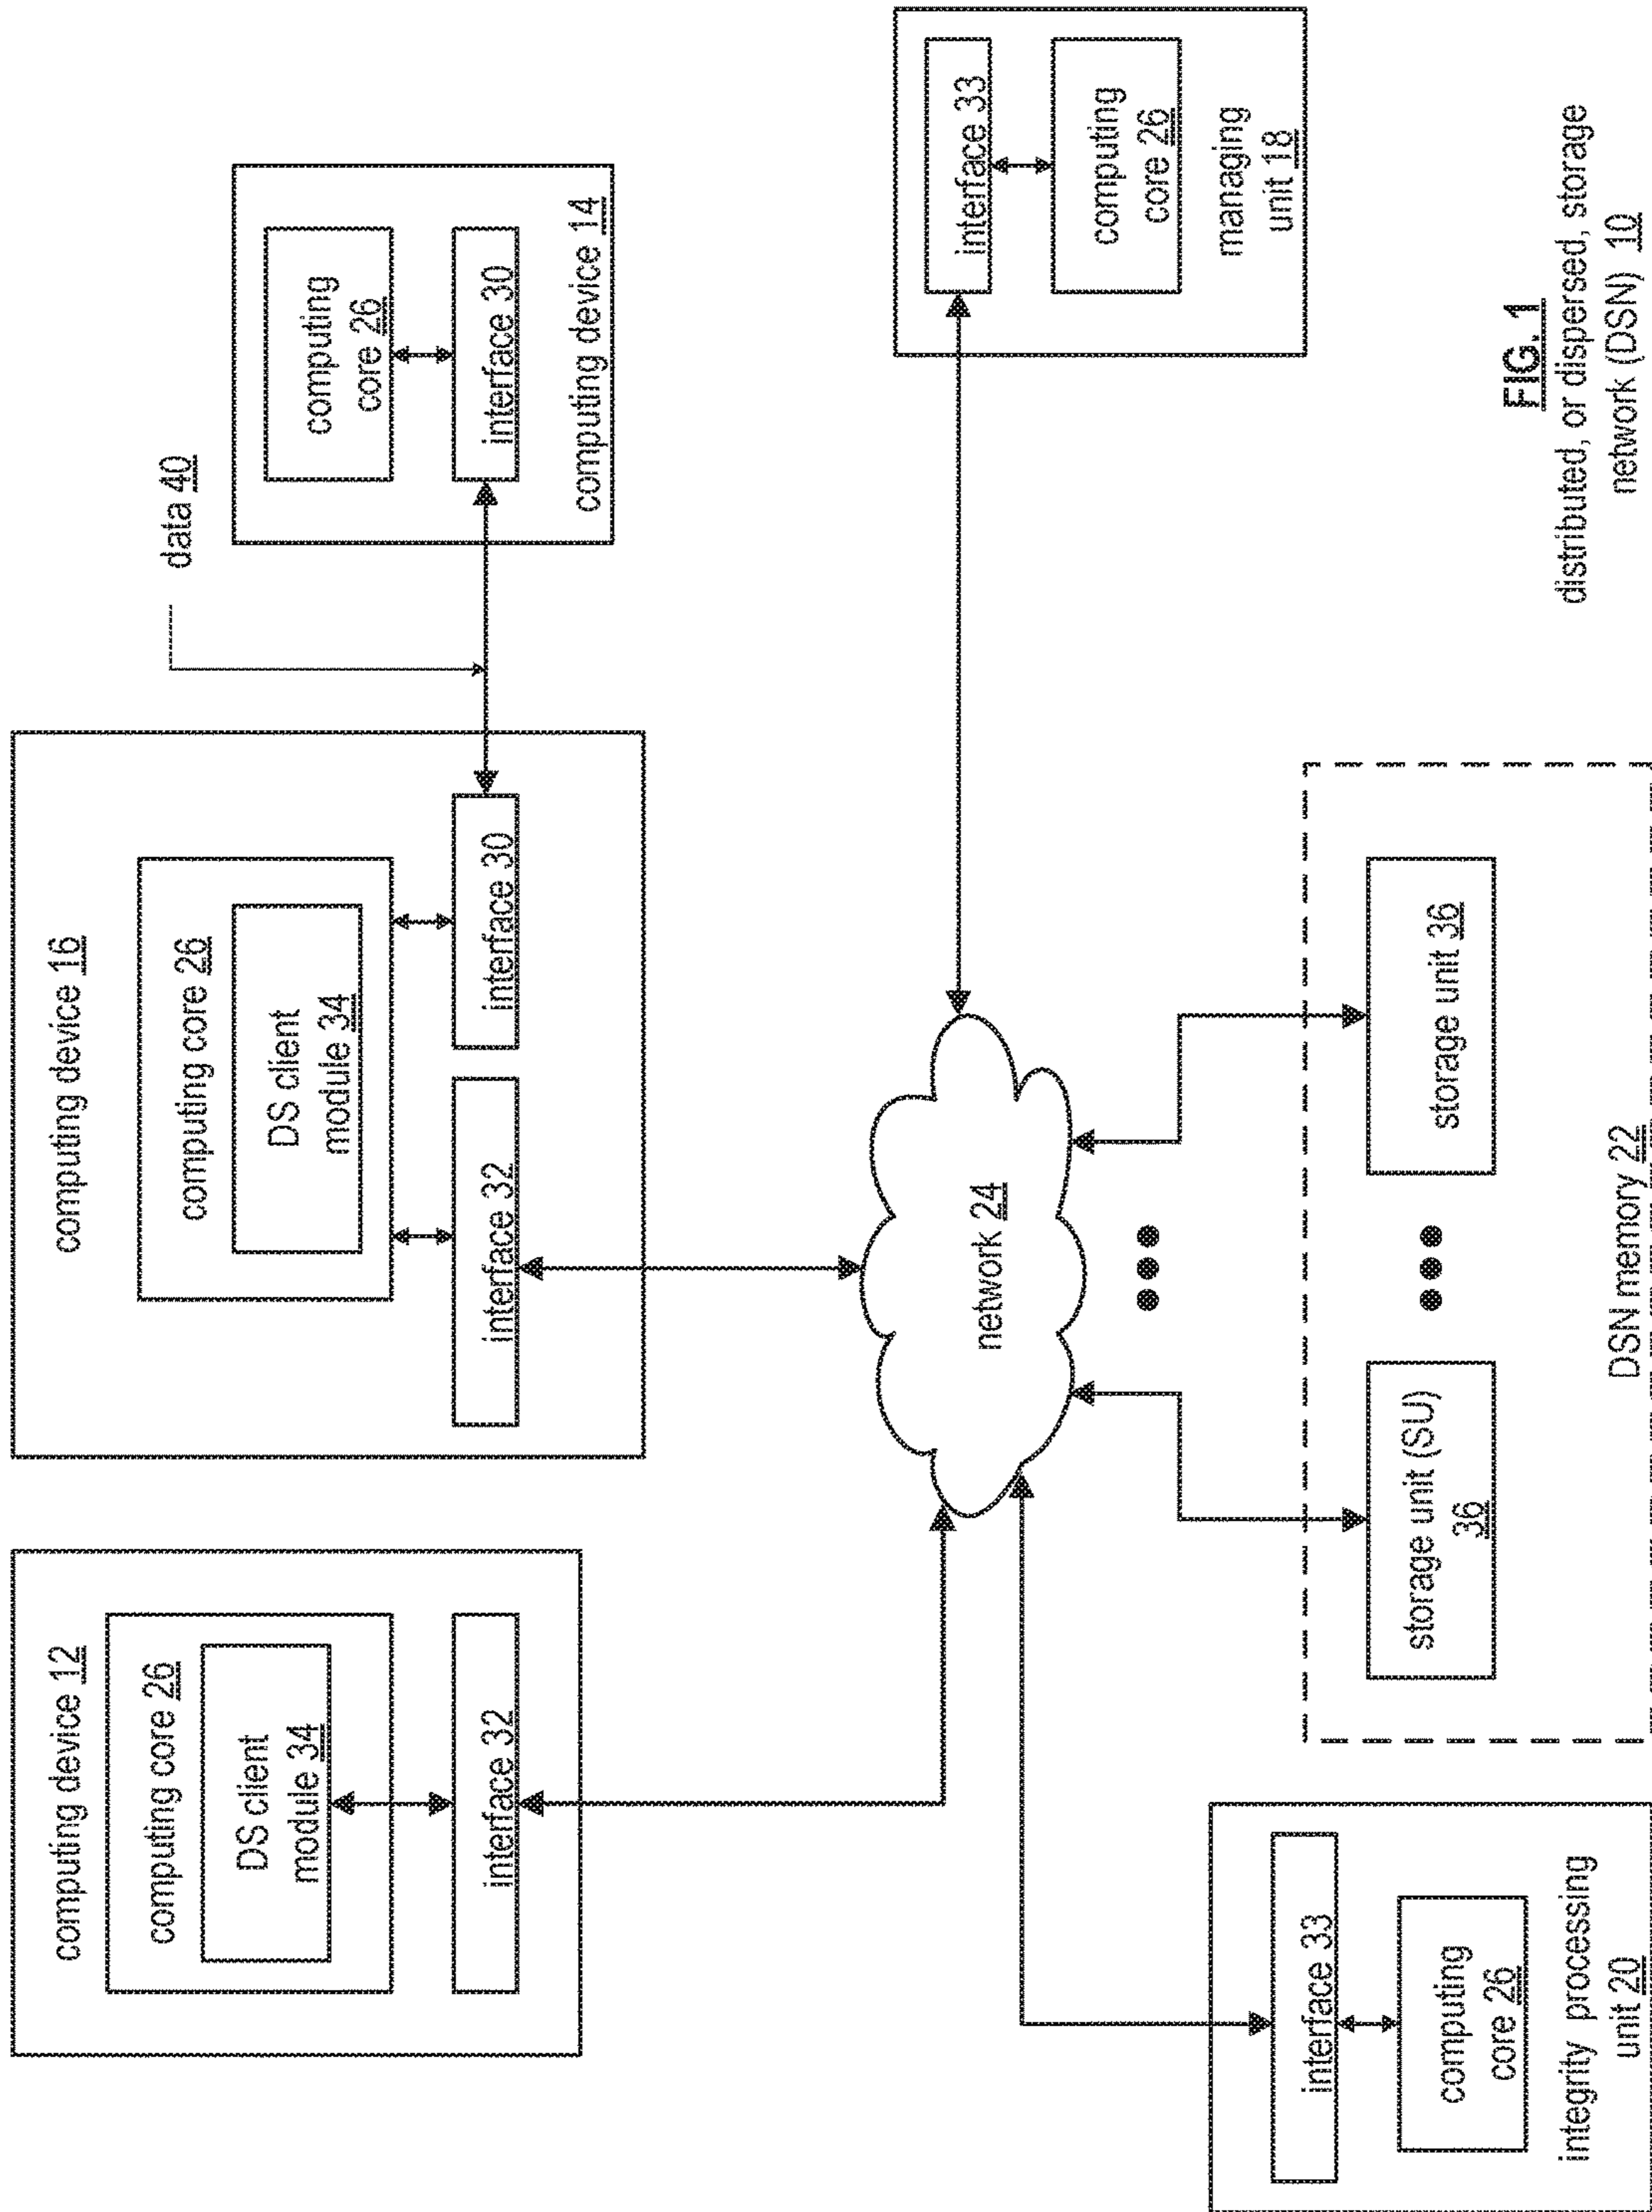 computing device 12
computing core 26
DS client
module 34
interface 32
computing device 16
computing core 26
DS client
module 34
interface 32
interface 30
data 40
computing
core 26
interface 30
computing device 14
network 24
interface 33
computing
core 26
managing
unit 18
interface 33
computing
core 26
integrity processing
unit 20
storage unit (SU)
36
storage unit 36
DSN memory 22
FIG. 1
distributed, or dispersed, storage
network (DSN) 10